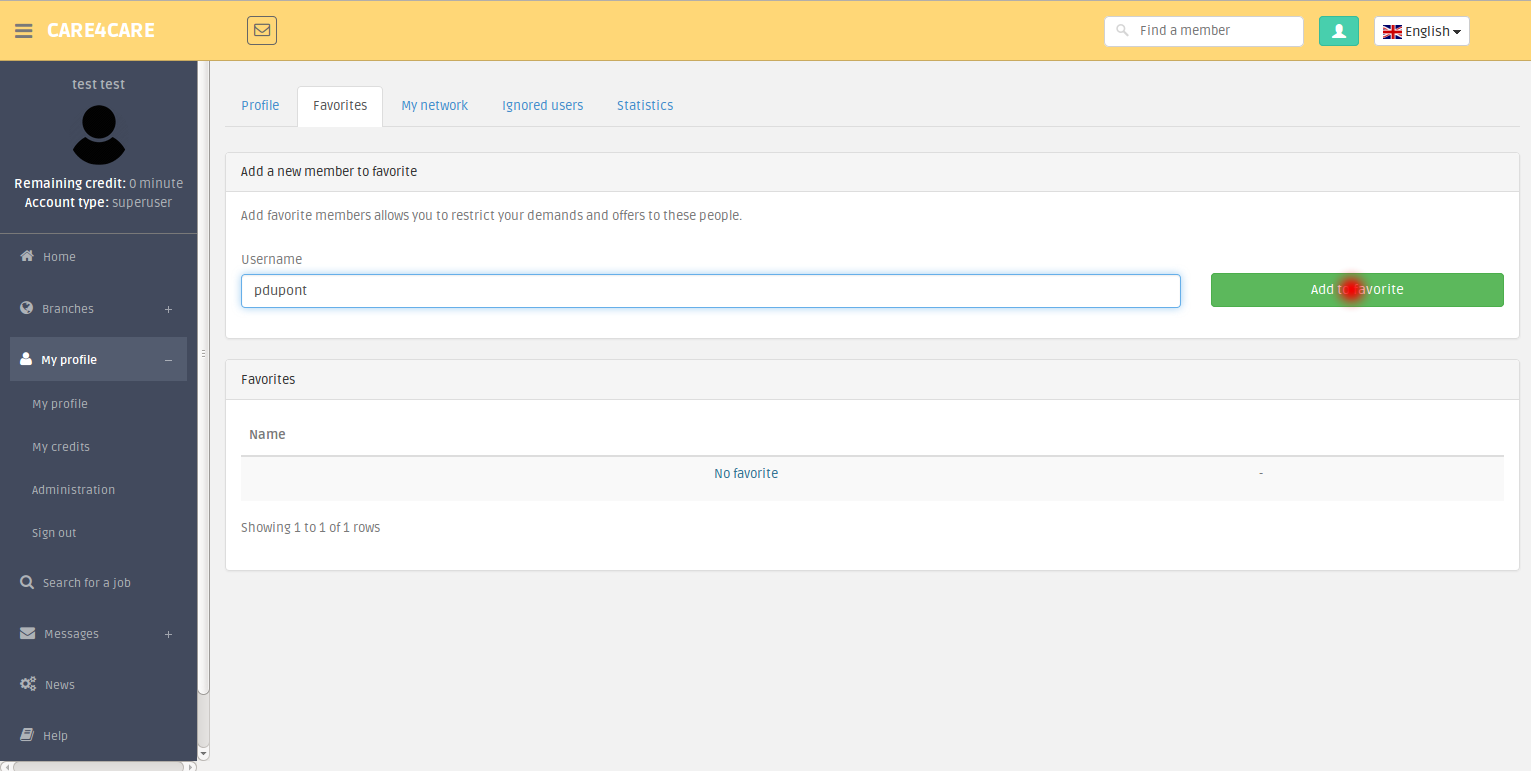 CARE4CARE
Find a member
English
test test
Remaining credit: 0 minute
Account type: superuser
Home
Branches +
My profile –
My profile
My credits
Administration
Sign out
Search for a job
Messages +
News
Help
Profile Favorites My network Ignored users Statistics
Add a new member to favorite
Add favorite members allows you to restrict your demands and offers to these people.
Username
pdupont
Add to favorite
Favorites
Name
No favorite -
Showing 1 to 1 of 1 rows